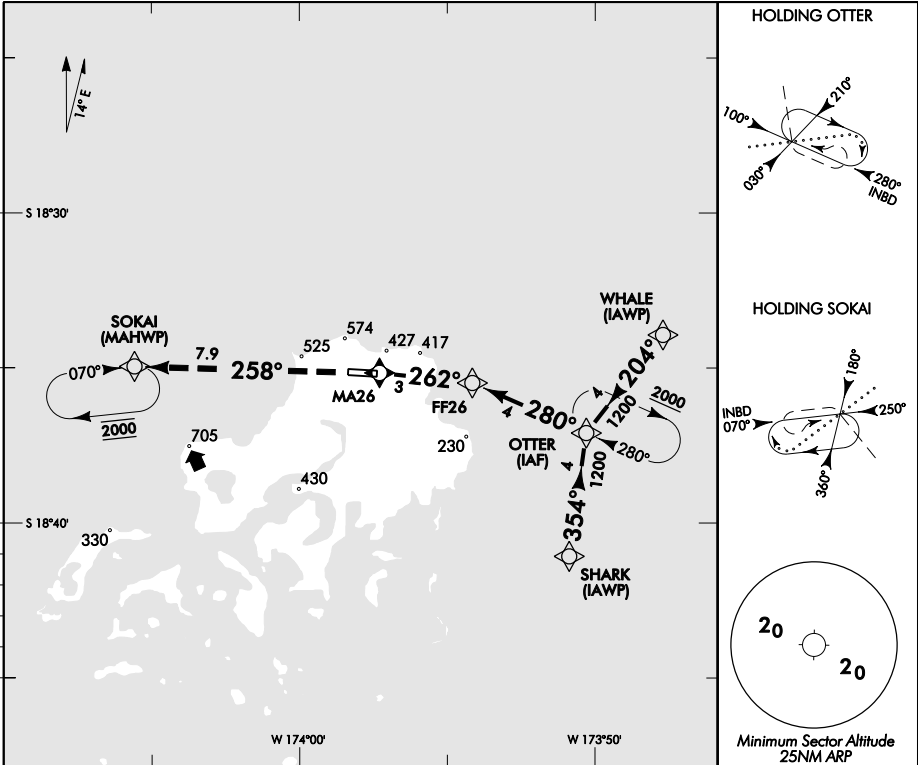 HOLDING OTTER
14° E
210°
100°
030°
280°
INBD
S 18°30'
WHALE
(IAWP)
HOLDING SOKAI
SOKAI
(MAHWP)
574
525
427
417
204°
180°
7.9
070°
258°
262°
MA26
3
FF26
4
2000
1200
280°
4
2000
INBD
070°
250°
OTTER
(IAF)
280°
705
230
4
1200
360°
430
354°
S 18°40'
330
SHARK
(IAWP)
20
20
W 174°00'
W 173°50'
Minimum Sector Altitude
25NM ARP